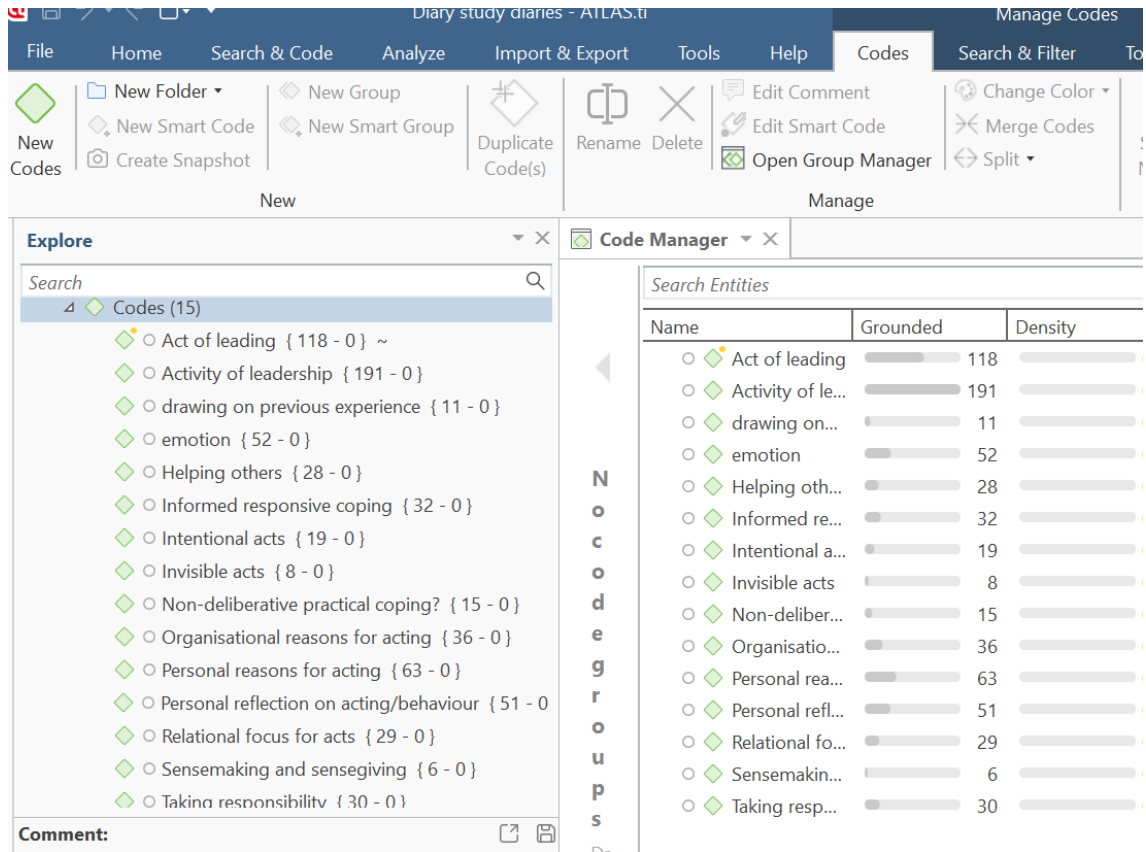 Diary study diaries - ATLAS.ti
Manage Codes
File Home Search & Code Analyze Import & Export Tools Help Codes Search & Filter
New Codes
New Folder
New Smart Code
Create Snapshot
New Group
New Smart Group
Duplicate Code(s)
New
Rename
Delete
Edit Comment
Edit Smart Code
Open Group Manager
Change Color
Merge Codes
Split
Manage
Explore
Search
Codes (15)
Act of leading { 118 - 0 } ~
Activity of leadership { 191 - 0 }
drawing on previous experience { 11 - 0 }
emotion { 52 - 0 }
Helping others { 28 - 0 }
Informed responsive coping { 32 - 0 }
Intentional acts { 19 - 0 }
Invisible acts { 8 - 0 }
Non-deliberative practical coping? { 15 - 0 }
Organisational reasons for acting { 36 - 0 }
Personal reasons for acting { 63 - 0 }
Personal reflection on acting/behaviour { 51 - 0
Relational focus for acts { 29 - 0 }
Sensemaking and sensegiving { 6 - 0 }
Taking responsibility { 30 - 0 }
Comment:
Code Manager
No code groups
Search Entities
Name Grounded Density
Act of leading 118
Activity of le... 191
drawing on... 11
emotion 52
Helping oth... 28
Informed re... 32
Intentional a... 19
Invisible acts 8
Non-deliber... 15
Organisatio... 36
Personal rea... 63
Personal refl... 51
Relational fo... 29
Sensemakin... 6
Taking resp... 30